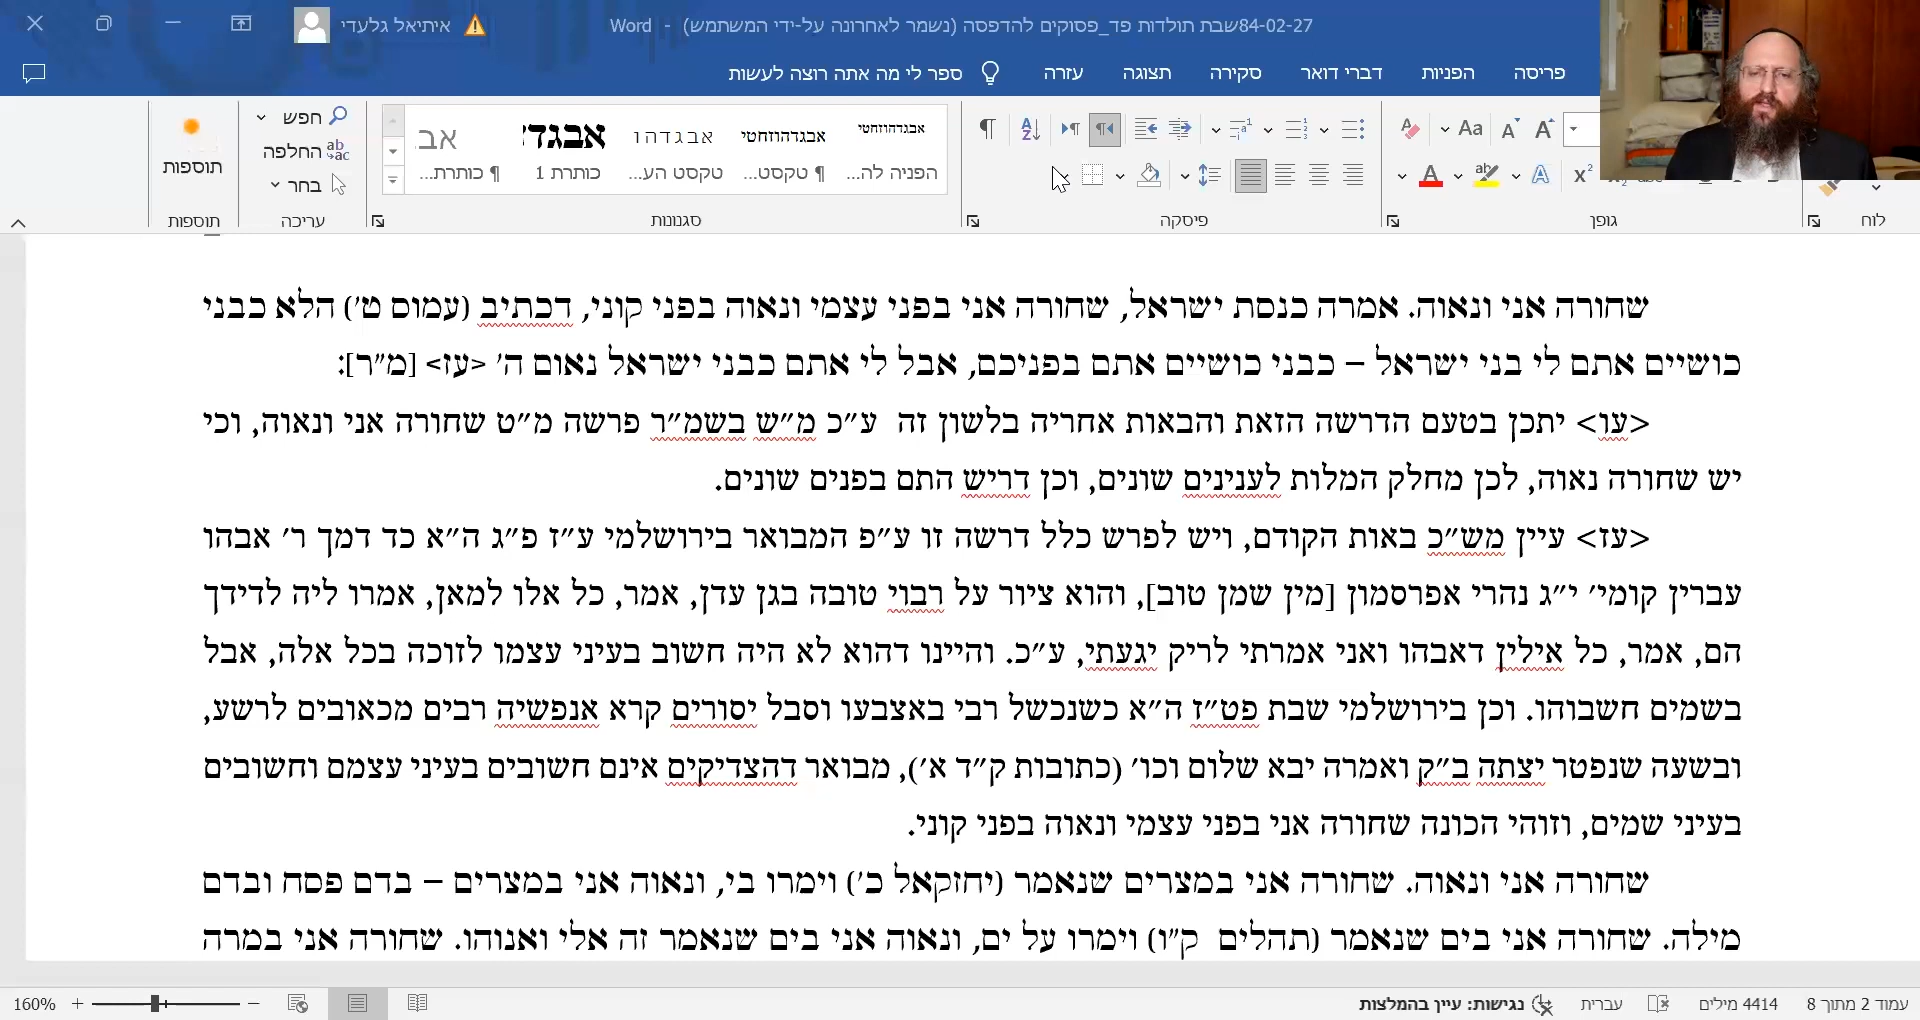 84-02-27שבת תולדות פד_פסוקים להדפסה (נשמר לאחרונה על-ידי המשתמש) - Word
איתיאל גלעדי
פריסה הפניות דברי דואר סקירה תצוגה עזרה ספר לי מה אתה רוצה לעשות
אבגדהוזחטי אבגדהוזחטי אבגדהו אבגדי אב
הפניה לה... ¶ טקסט... טקסט הע... כותרת 1 ¶ כותרת...
חפש
החלפה
בחר
תוספות
לוח גופן פיסקה סגנונות עריכה תוספות
שחורה אני ונאוה. אמרה כנסת ישראל, שחורה אני בפני עצמי ונאוה בפני קוני, דכתיב (עמוס ט') הלא כבני
כושיים אתם לי בני ישראל – כבני כושיים אתם בפניכם, אבל לי אתם כבני ישראל נאום ה' <עז> [מ"ר]:
<עו> יתכן בטעם הדרשה הזאת והבאות אחריה בלשון זה ע"כ מ"ש בשמ"ר פרשה מ"ט שחורה אני ונאוה, וכי
יש שחורה נאוה, לכן מחלק המלות לענינים שונים, וכן דריש התם בפנים שונים.
<עז> עיין מש"כ באות הקודם, ויש לפרש כלל דרשה זו ע"פ המבואר בירושלמי ע"ז פ"ג ה"א כד דמך ר' אבהו
עברין קומי' י"ג נהרי אפרסמון [מין שמן טוב], והוא ציור על רבוי טובה בגן עדן, אמר, כל אלו למאן, אמרו ליה לדידך
הם, אמר, כל אילין דאבהו ואני אמרתי לריק יגעתי, ע"כ. והיינו דהוא לא היה חשוב בעיני עצמו לזוכה בכל אלה, אבל
בשמים חשבוהו. וכן בירושלמי שבת פט"ז ה"א כשנכשל רבי באצבעו וסבל יסורים קרא אנפשיה רבים מכאובים לרשע,
ובשעה שנפטר יצתה ב"ק ואמרה יבא שלום וכו' (כתובות ק"ד א'), מבואר דהצדיקים אינם חשובים בעיני עצמם וחשובים
בעיני שמים, וזוהי הכונה שחורה אני בפני עצמי ונאוה בפני קוני.
שחורה אני ונאוה. שחורה אני במצרים שנאמר (יחזקאל כ') וימרו בי, ונאוה אני במצרים – בדם פסח ובדם
מילה. שחורה אני בים שנאמר (תהלים ק"ו) וימרו על ים, ונאוה אני בים שנאמר זה אלי ואנוהו. שחורה אני במרה
עמוד 2 מתוך 8 4414 מילים עברית נגישות: עיין בהמלצות 160%